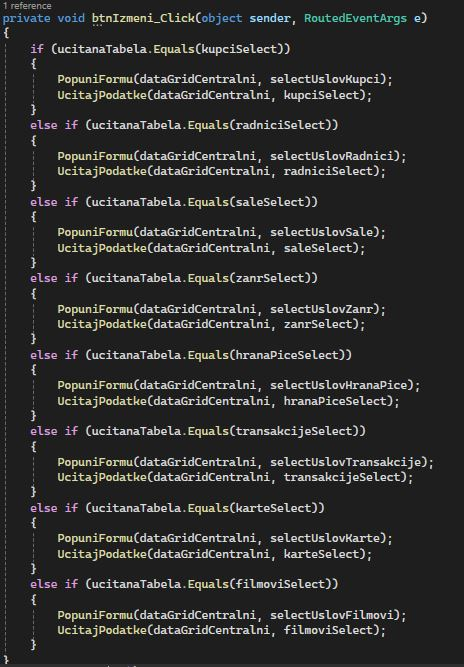 1 reference
private void btnIzmeni_Click(object sender, RoutedEventArgs e)
{
    if (ucitanaTabela.Equals(kupciSelect))
    {
        PopuniFormu(dataGridCentralni, selectUslovKupci);
        UcitajPodatke(dataGridCentralni, kupciSelect);
    }
    else if (ucitanaTabela.Equals(radniciSelect))
    {
        PopuniFormu(dataGridCentralni, selectUslovRadnici);
        UcitajPodatke(dataGridCentralni, radniciSelect);
    }
    else if (ucitanaTabela.Equals(saleSelect))
    {
        PopuniFormu(dataGridCentralni, selectUslovSale);
        UcitajPodatke(dataGridCentralni, saleSelect);
    }
    else if (ucitanaTabela.Equals(zanrSelect))
    {
        PopuniFormu(dataGridCentralni, selectUslovZanr);
        UcitajPodatke(dataGridCentralni, zanrSelect);
    }
    else if (ucitanaTabela.Equals(hranaPiceSelect))
    {
        PopuniFormu(dataGridCentralni, selectUslovHranaPice);
        UcitajPodatke(dataGridCentralni, hranaPiceSelect);
    }
    else if (ucitanaTabela.Equals(transakcijeSelect))
    {
        PopuniFormu(dataGridCentralni, selectUslovTransakcije);
        UcitajPodatke(dataGridCentralni, transakcijeSelect);
    }
    else if (ucitanaTabela.Equals(karteSelect))
    {
        PopuniFormu(dataGridCentralni, selectUslovKarte);
        UcitajPodatke(dataGridCentralni, karteSelect);
    }
    else if (ucitanaTabela.Equals(filmoviSelect))
    {
        PopuniFormu(dataGridCentralni, selectUslovFilmovi);
        UcitajPodatke(dataGridCentralni, filmoviSelect);
    }
}